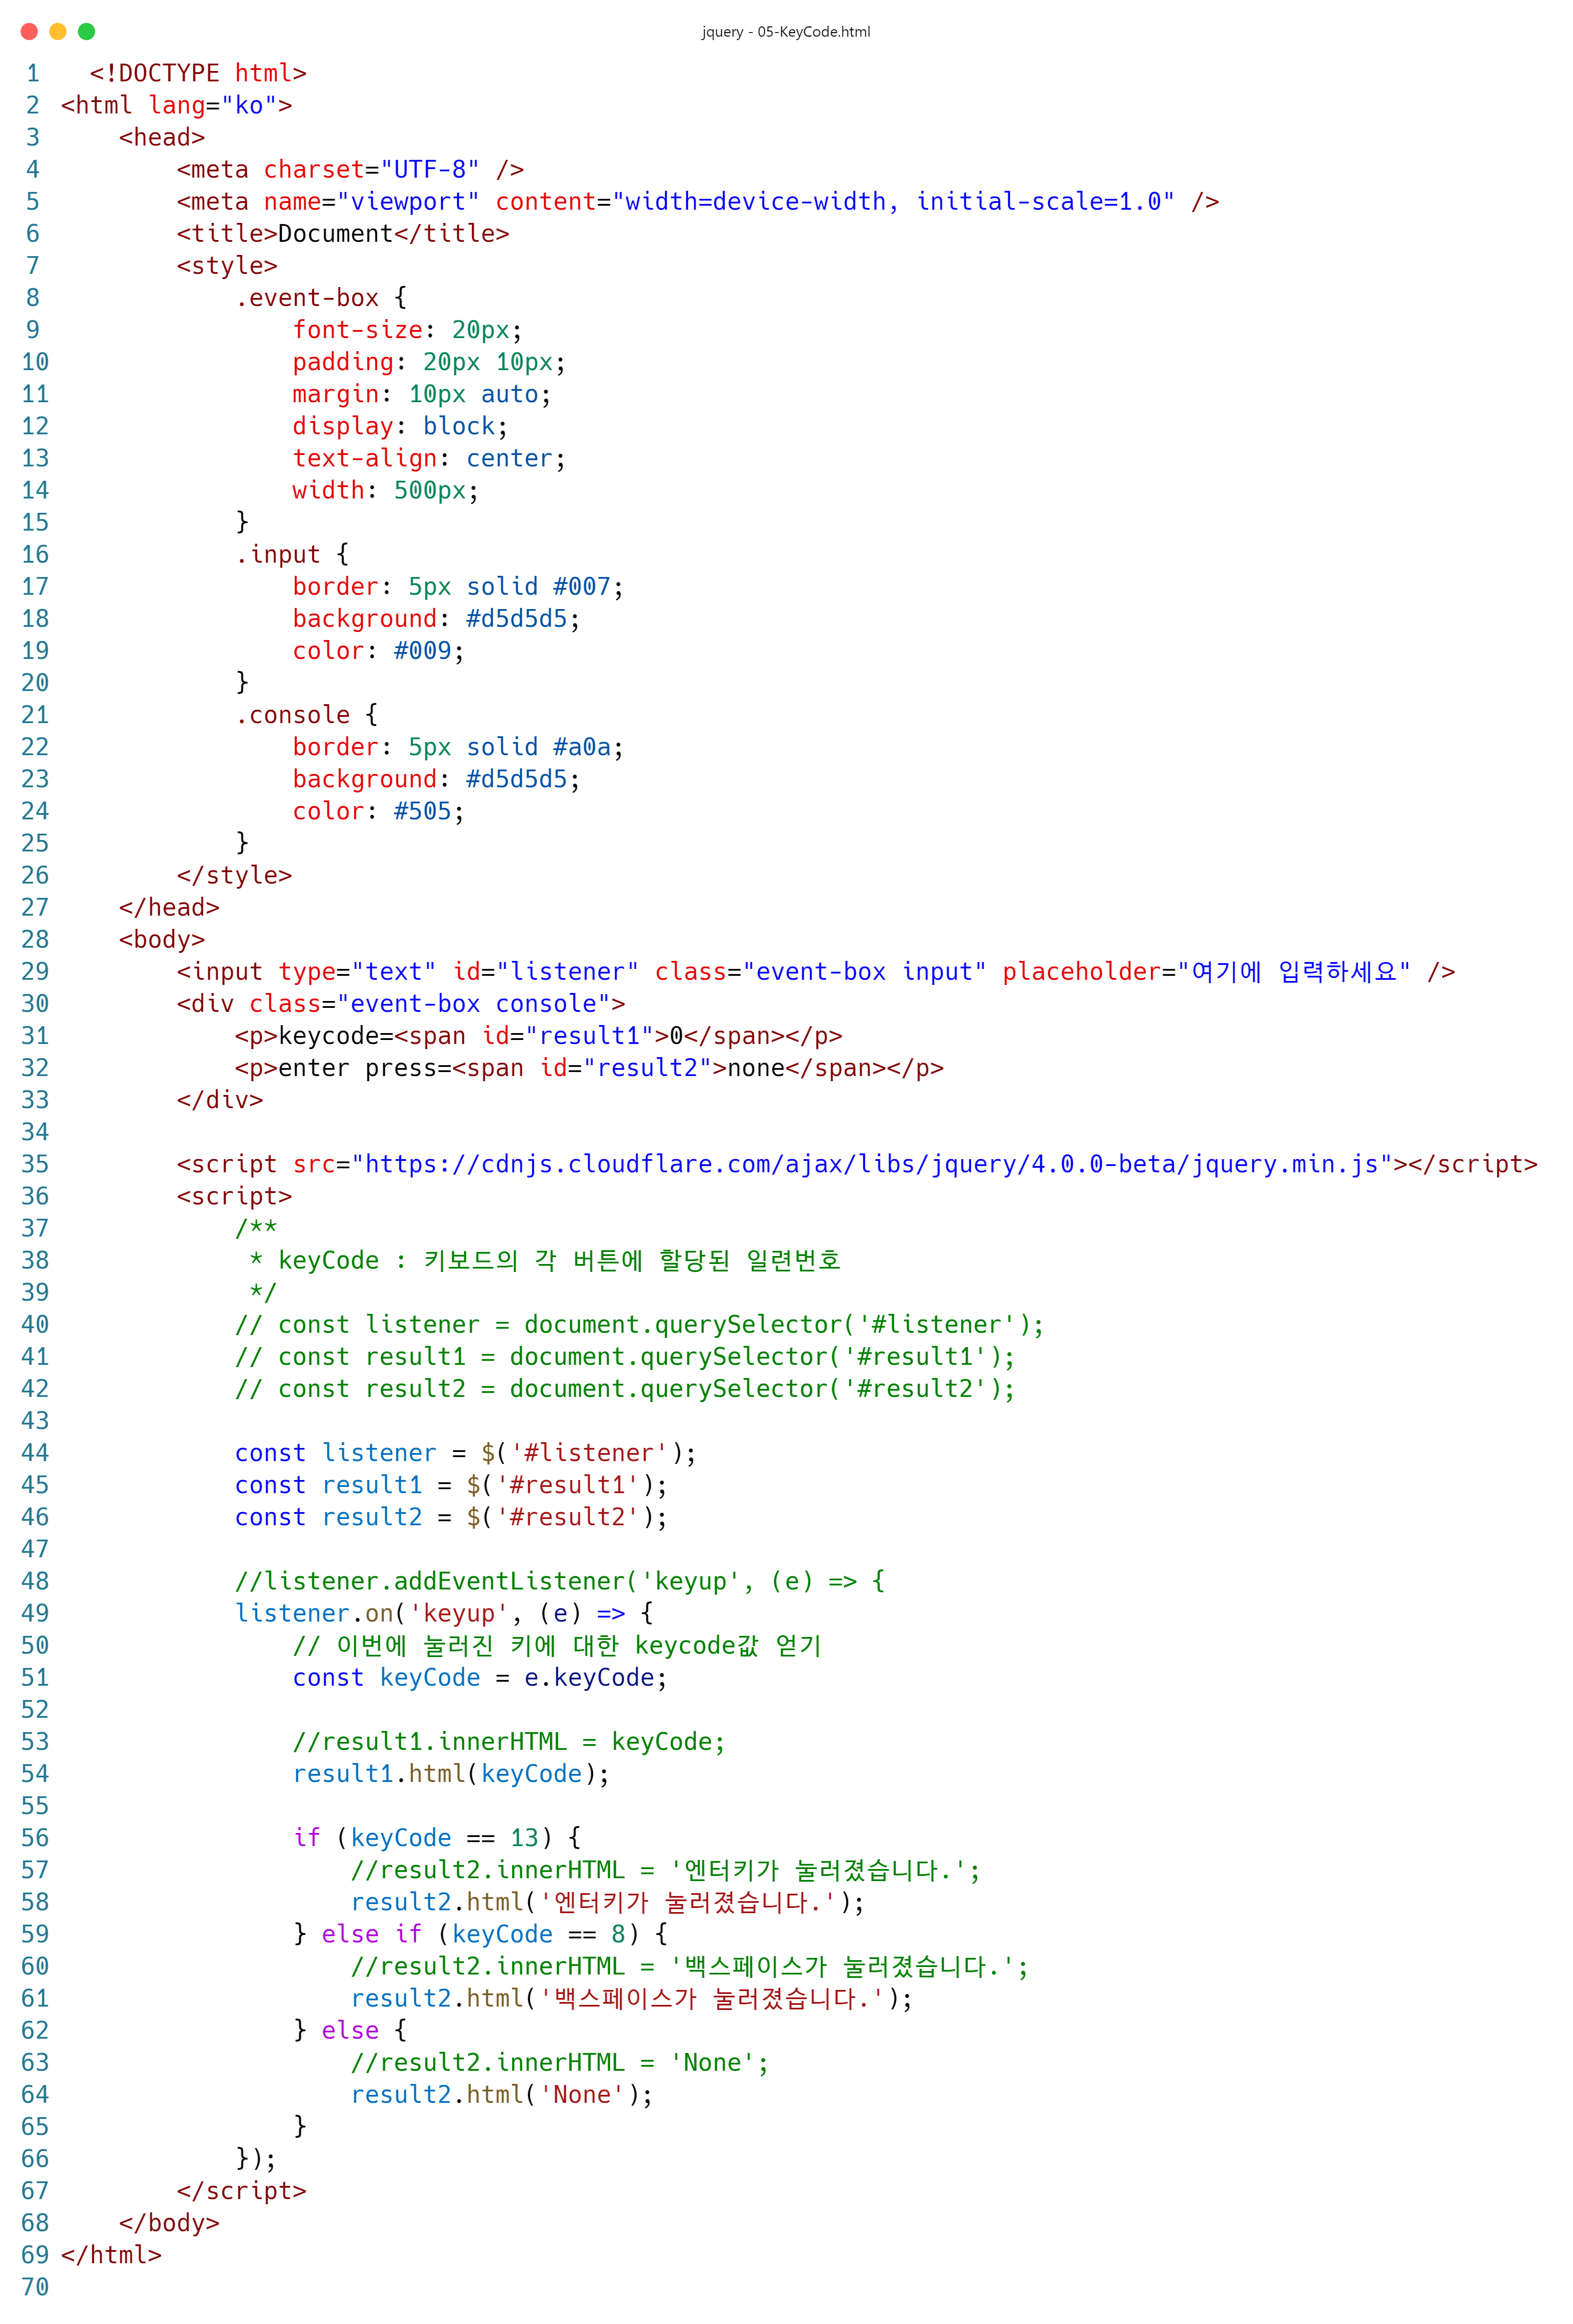 jquery - 05-KeyCode.html
1 <!DOCTYPE html>
2 <html lang="ko">
3     <head>
4         <meta charset="UTF-8" />
5         <meta name="viewport" content="width=device-width, initial-scale=1.0" />
6         <title>Document</title>
7         <style>
8             .event-box {
9                 font-size: 20px;
10                 padding: 20px 10px;
11                 margin: 10px auto;
12                 display: block;
13                 text-align: center;
14                 width: 500px;
15             }
16             .input {
17                 border: 5px solid #007;
18                 background: #d5d5d5;
19                 color: #009;
20             }
21             .console {
22                 border: 5px solid #a0a;
23                 background: #d5d5d5;
24                 color: #505;
25             }
26         </style>
27     </head>
28     <body>
29         <input type="text" id="listener" class="event-box input" placeholder="여기에 입력하세요" />
30         <div class="event-box console">
31             <p>keycode=<span id="result1">0</span></p>
32             <p>enter press=<span id="result2">none</span></p>
33         </div>
34
35         <script src="https://cdnjs.cloudflare.com/ajax/libs/jquery/4.0.0-beta/jquery.min.js"></script>
36         <script>
37             /**
38              * keyCode : 키보드의 각 버튼에 할당된 일련번호
39              */
40             // const listener = document.querySelector('#listener');
41             // const result1 = document.querySelector('#result1');
42             // const result2 = document.querySelector('#result2');
43
44             const listener = $('#listener');
45             const result1 = $('#result1');
46             const result2 = $('#result2');
47
48             //listener.addEventListener('keyup', (e) => {
49             listener.on('keyup', (e) => {
50                 // 이번에 눌러진 키에 대한 keycode값 얻기
51                 const keyCode = e.keyCode;
52
53                 //result1.innerHTML = keyCode;
54                 result1.html(keyCode);
55
56                 if (keyCode == 13) {
57                     //result2.innerHTML = '엔터키가 눌러졌습니다.';
58                     result2.html('엔터키가 눌러졌습니다.');
59                 } else if (keyCode == 8) {
60                     //result2.innerHTML = '백스페이스가 눌러졌습니다.';
61                     result2.html('백스페이스가 눌러졌습니다.');
62                 } else {
63                     //result2.innerHTML = 'None';
64                     result2.html('None');
65                 }
66             });
67         </script>
68     </body>
69 </html>
70